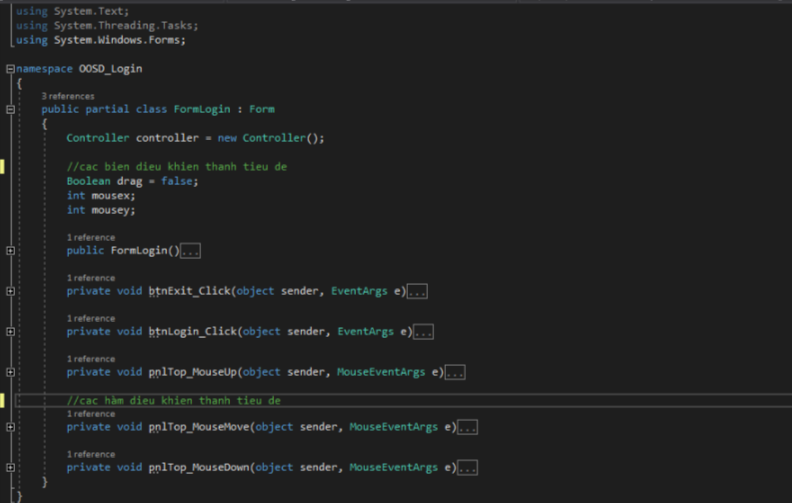 using System.Text;
using System.Threading.Tasks;
using System.Windows.Forms;
namespace OOSD_Login
{
3 references
public partial class FormLogin : Form
{
Controller controller = new Controller();
//cac bien dieu khien thanh tieu de
Boolean drag = false;
int mousex;
int mousey;
1 reference
public FormLogin()...
1 reference
private void btnExit_Click(object sender, EventArgs e)...
1 reference
private void btnLogin_Click(object sender, EventArgs e)...
1 reference
private void pnlTop_MouseUp(object sender, MouseEventArgs e)...
//cac hàm dieu khien thanh tieu de
1 reference
private void pnlTop_MouseMove(object sender, MouseEventArgs e)...
1 reference
private void pnlTop_MouseDown(object sender, MouseEventArgs e)...
}
}